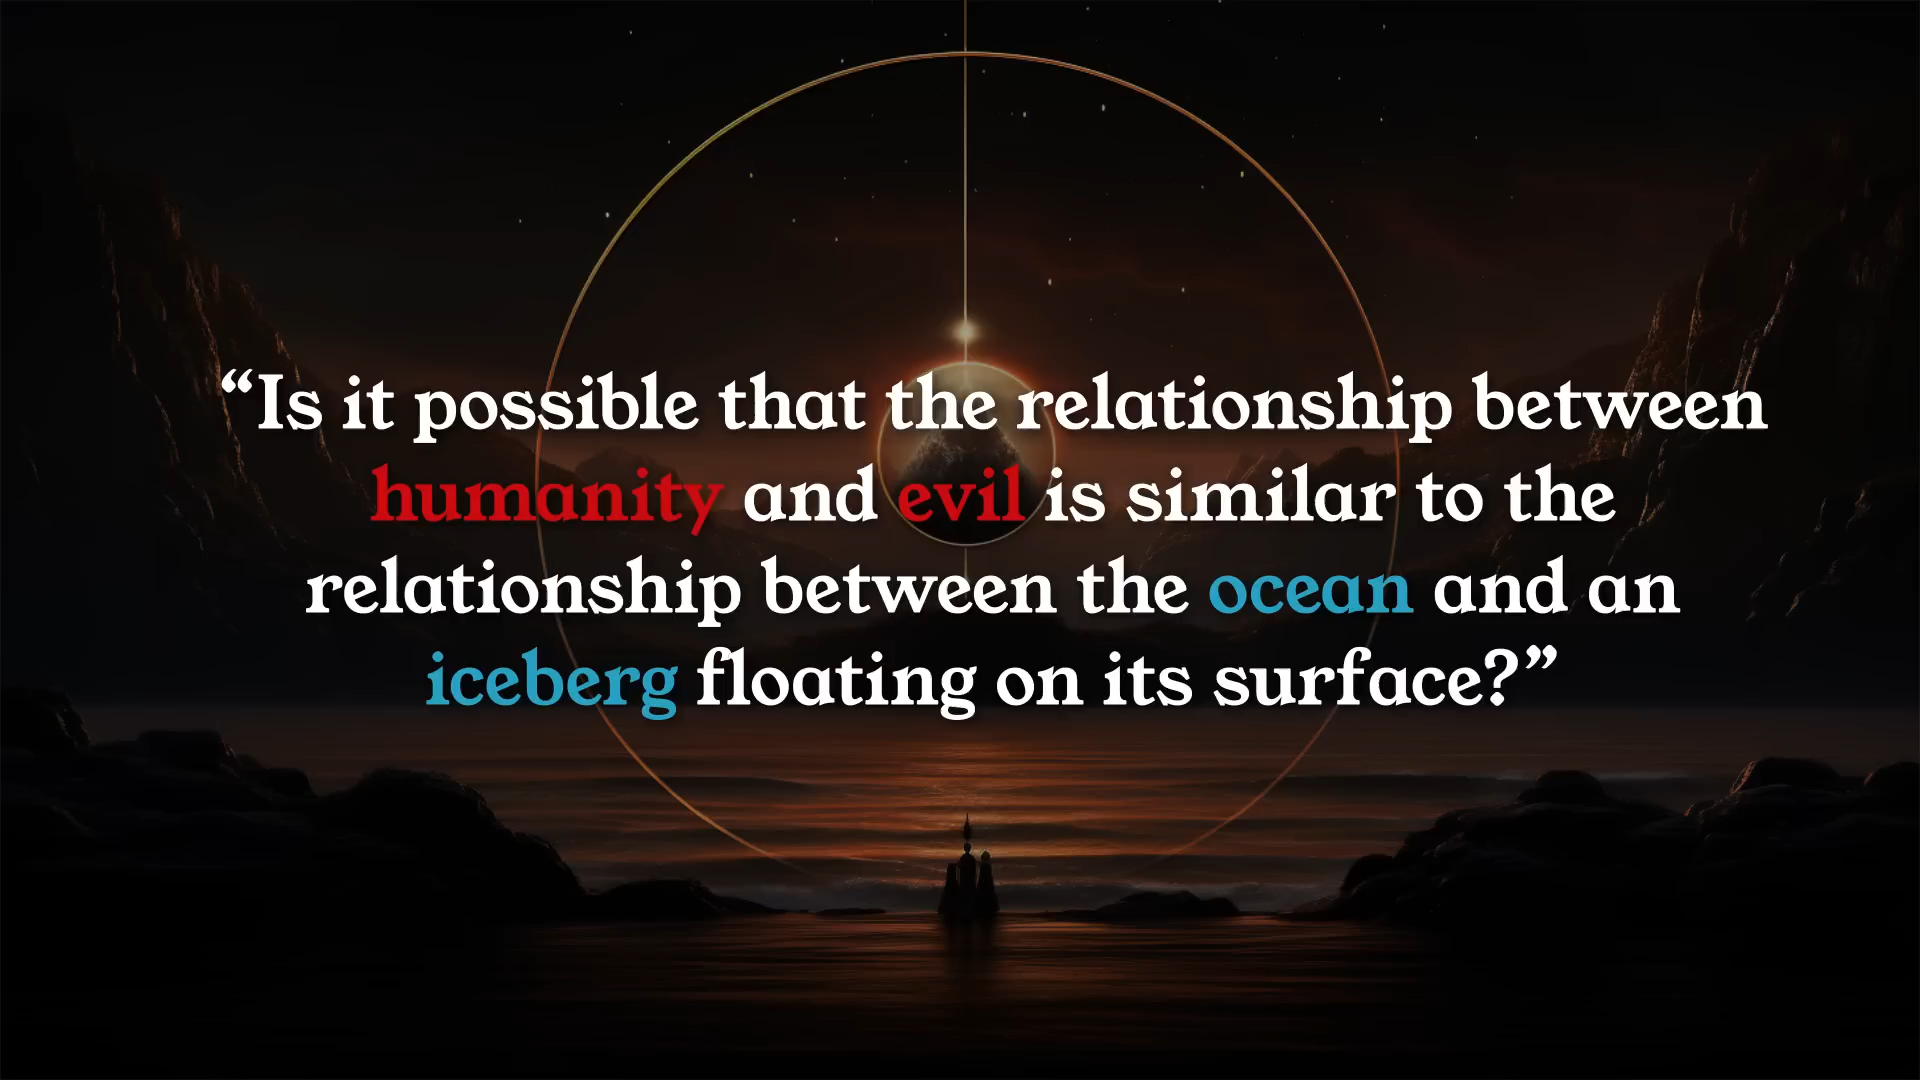 “Is it possible that the relationship between
humanity and evil is similar to the
relationship between the ocean and an
iceberg floating on its surface?”